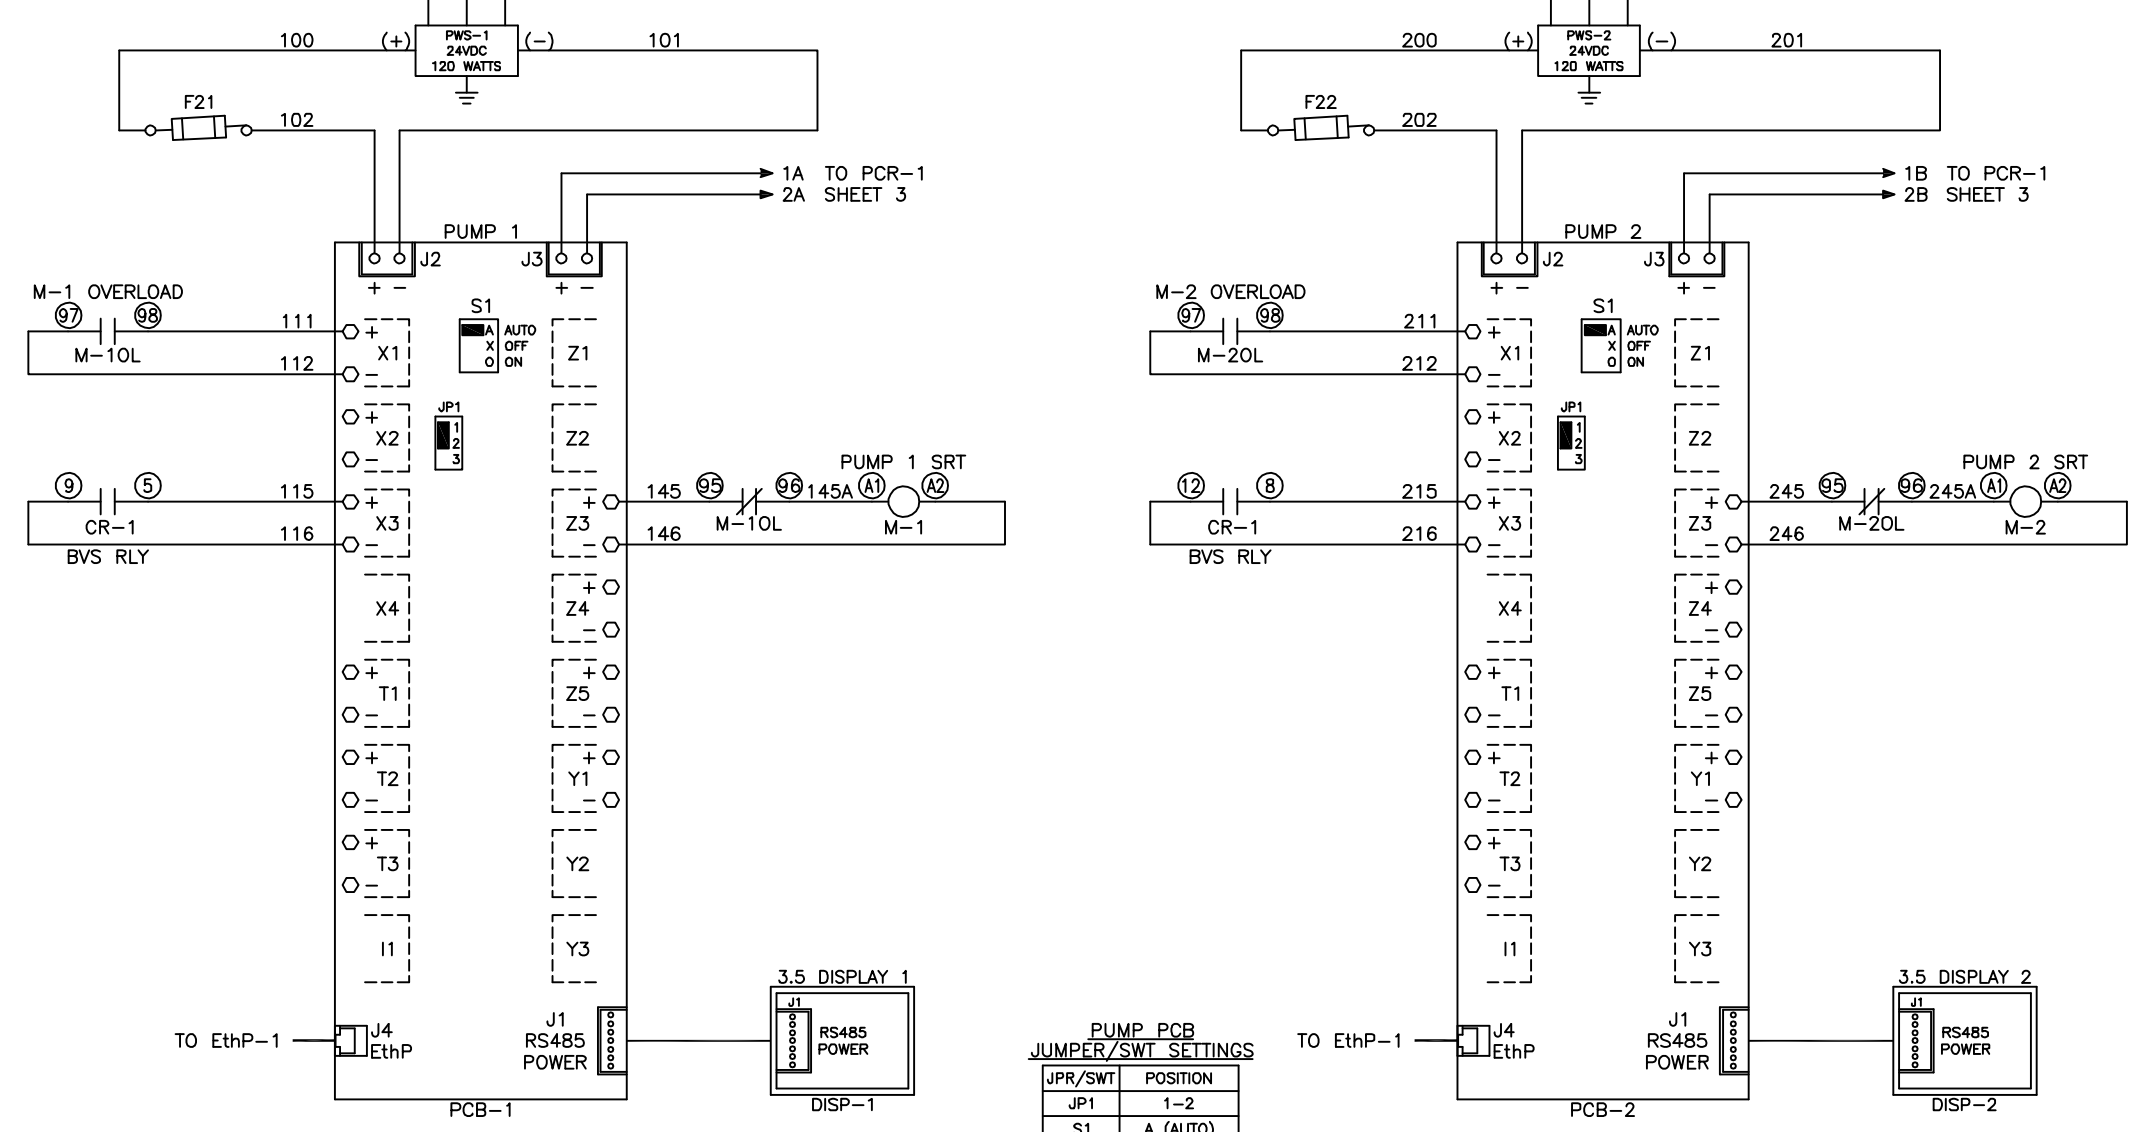 100 (+) PWS-1 (-) 101
24VDC
120 WATTS
F21
102
1A TO PCR-1
2A SHEET 3
PUMP 1
J2 J3
+ - + -
M-1 OVERLOAD
97 98
M-1OL
111
112
S1
A AUTO
X OFF
O ON
JP1
1
2
3
+ X1 -
+ X2 -
9 5
CR-1
BVS RLY
115
116
+ X3 -
X4
+ T1 -
+ T2 -
+ T3 -
I1
Z1
Z2
+ Z3 -
+ Z4 -
+ Z5 -
+ Y1 -
Y2
Y3
PUMP 1 SRT
145 95 96 145A A1 A2
M-1OL M-1
146
TO EthP-1
J4
EthP
J1
RS485
POWER
PCB-1
3.5 DISPLAY 1
J1
RS485
POWER
DISP-1
PUMP PCB
JUMPER/SWT SETTINGS
JPR/SWT POSITION
JP1 1-2
S1 A (AUTO)
200 (+) PWS-2 (-) 201
24VDC
120 WATTS
F22
202
1B TO PCR-1
2B SHEET 3
PUMP 2
J2 J3
+ - + -
M-2 OVERLOAD
97 98
M-2OL
211
212
S1
A AUTO
X OFF
O ON
JP1
1
2
3
+ X1 -
+ X2 -
12 8
CR-1
BVS RLY
215
216
+ X3 -
X4
+ T1 -
+ T2 -
+ T3 -
I1
Z1
Z2
+ Z3 -
+ Z4 -
+ Z5 -
+ Y1 -
Y2
Y3
PUMP 2 SRT
245 95 96 245A A1 A2
M-2OL M-2
246
TO EthP-1
J4
EthP
J1
RS485
POWER
PCB-2
3.5 DISPLAY 2
J1
RS485
POWER
DISP-2